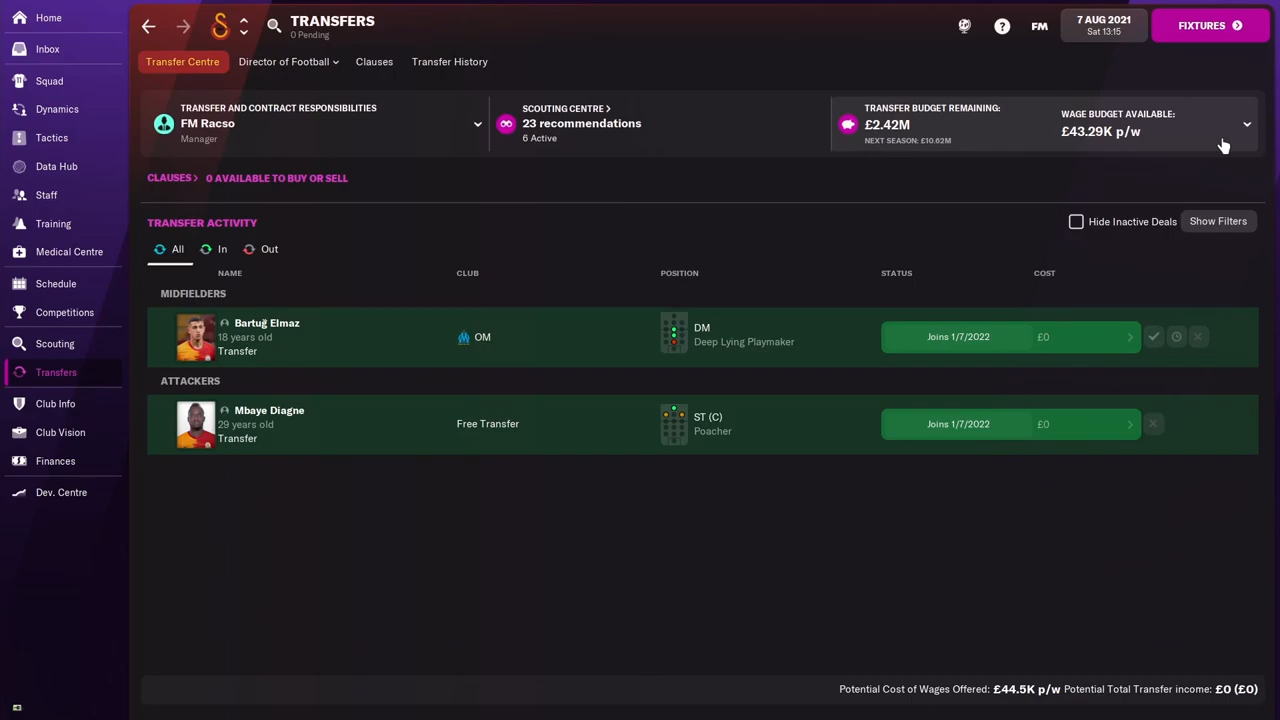 Home
Inbox
Squad
Dynamics
Tactics
Data Hub
Staff
Training
Medical Centre
Schedule
Competitions
Scouting
Transfers
Club Info
Club Vision
Finances
Dev. Centre
TRANSFERS
0 Pending
FM
7 AUG 2021
Sat 13:15
FIXTURES
Transfer Centre
Director of Football
Clauses
Transfer History
TRANSFER AND CONTRACT RESPONSIBILITIES
FM Racso
Manager
SCOUTING CENTRE >
23 recommendations
6 Active
TRANSFER BUDGET REMAINING:
£2.42M
NEXT SEASON: £10.62M
WAGE BUDGET AVAILABLE:
£43.29K p/w
CLAUSES > 0 AVAILABLE TO BUY OR SELL
TRANSFER ACTIVITY
Hide Inactive Deals
Show Filters
All In Out
NAME CLUB POSITION STATUS COST
MIDFIELDERS
Bartuğ Elmaz
18 years old
Transfer
OM
DM
Deep Lying Playmaker
Joins 1/7/2022 £0
ATTACKERS
Mbaye Diagne
29 years old
Transfer
Free Transfer
ST (C)
Poacher
Joins 1/7/2022 £0
Potential Cost of Wages Offered: £44.5K p/w Potential Total Transfer income: £0 (£0)